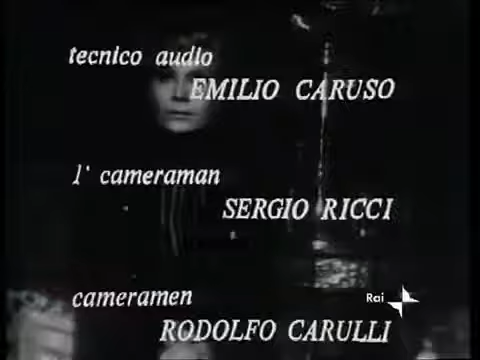 tecnico audio
EMILIO CARUSO
1' cameraman
SERGIO RICCI
cameramen
Rai
RODOLFO CARULLI